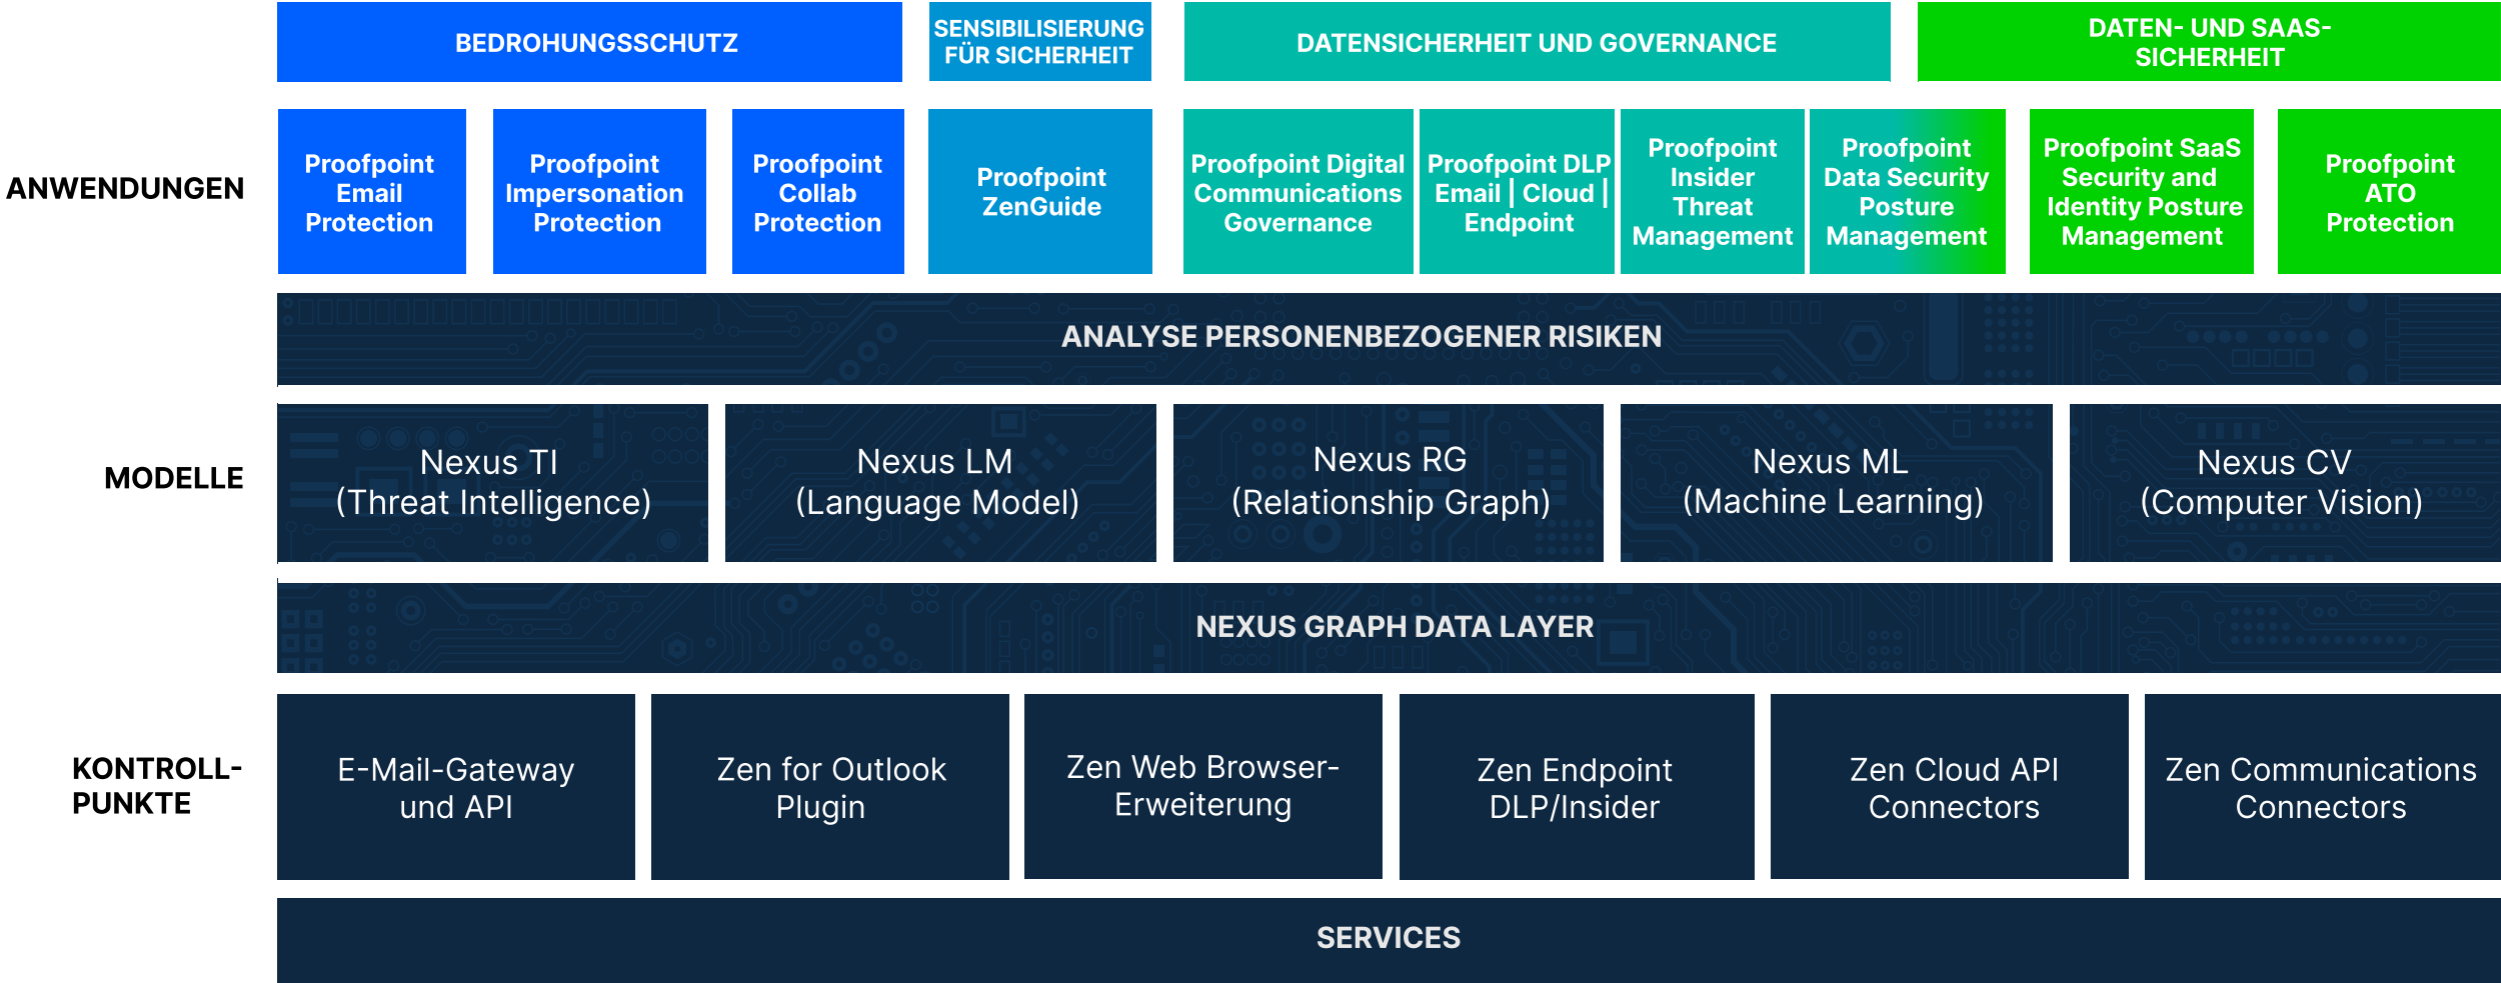 BEDROHUNGSSCHUTZ
SENSIBILISIERUNG
FÜR SICHERHEIT
DATENSICHERHEIT UND GOVERNANCE
DATEN- UND SAAS-
SICHERHEIT
ANWENDUNGEN
Proofpoint
Email
Protection
Proofpoint
Impersonation
Protection
Proofpoint
Collab
Protection
Proofpoint
ZenGuide
Proofpoint Digital
Communications
Governance
Proofpoint DLP
Email | Cloud |
Endpoint
Proofpoint
Insider
Threat
Management
Proofpoint
Data Security
Posture
Management
Proofpoint SaaS
Security and
Identity Posture
Management
Proofpoint
ATO
Protection
ANALYSE PERSONENBEZOGENER RISIKEN
MODELLE
Nexus TI
(Threat Intelligence)
Nexus LM
(Language Model)
Nexus RG
(Relationship Graph)
Nexus ML
(Machine Learning)
Nexus CV
(Computer Vision)
NEXUS GRAPH DATA LAYER
KONTROLL-
PUNKTE
E-Mail-Gateway
und API
Zen for Outlook
Plugin
Zen Web Browser-
Erweiterung
Zen Endpoint
DLP/Insider
Zen Cloud API
Connectors
Zen Communications
Connectors
SERVICES